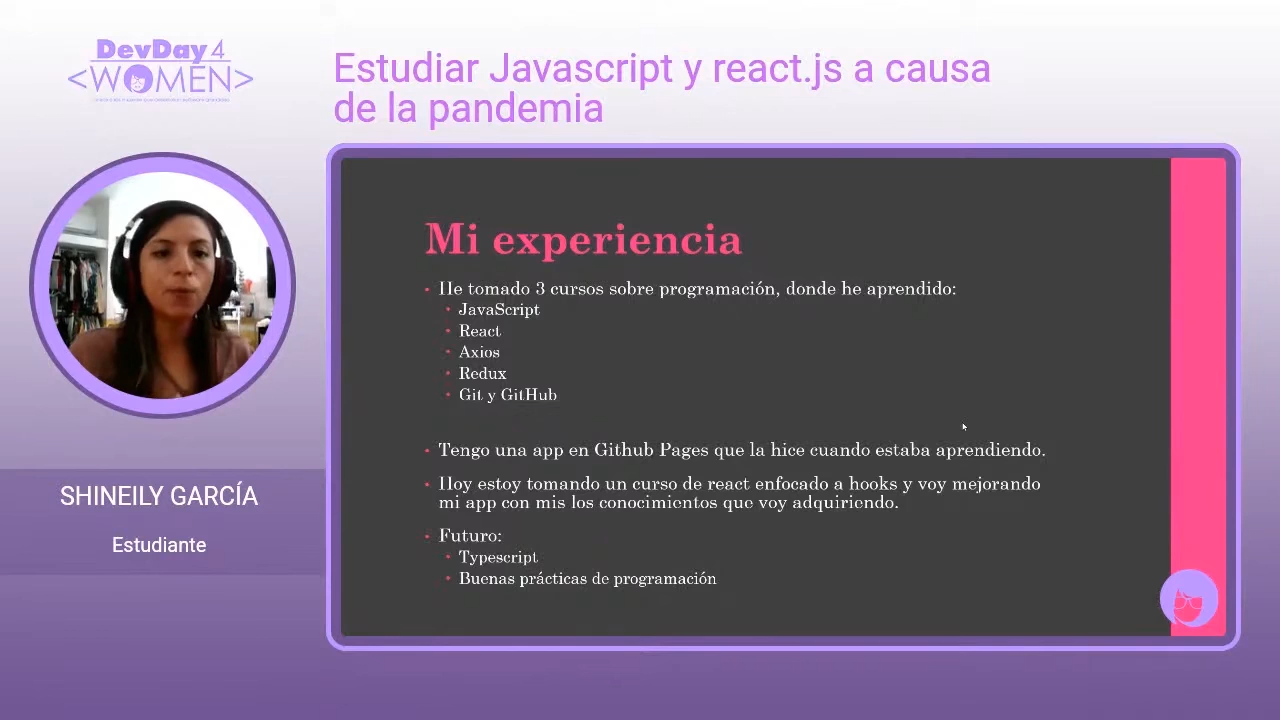 DevDay 4
<WOMEN>
Estudiar Javascript y react.js a causa
de la pandemia
Mi experiencia
He tomado 3 cursos sobre programación, donde he aprendido:
JavaScript
React
Axios
Redux
Git y GitHub
Tengo una app en Github Pages que la hice cuando estaba aprendiendo.
Hoy estoy tomando un curso de react enfocado a hooks y voy mejorando
mi app con mis los conocimientos que voy adquiriendo.
Futuro:
Typescript
Buenas prácticas de programación
SHINEILY GARCÍA
Estudiante